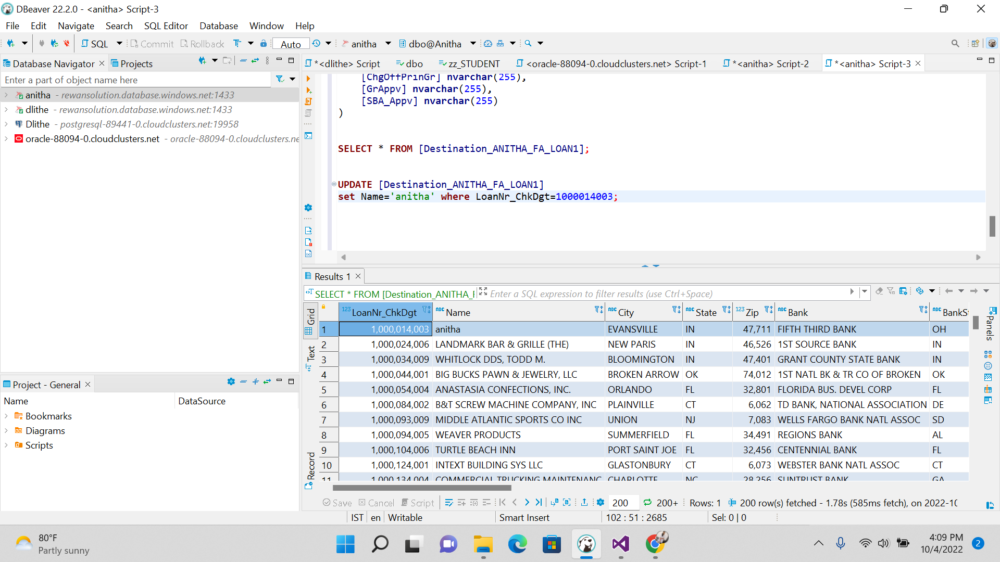 DBeaver 22.2.0 - <anitha> Script-3
File Edit Navigate Search SQL Editor Database Window Help
SQL Commit Rollback Auto anitha dbo@Anitha
Database Navigator Projects
Enter a part of object name here
anitha - rewansolution.database.windows.net:1433
dlithe - rewansolution.database.windows.net:1433
Dlithe - postgresql-89441-0.cloudclusters.net:19958
oracle-88094-0.cloudclusters.net - oracle-88094-0.cloudclusters.ne
Project - General
Name DataSource
Bookmarks
Diagrams
Scripts
*<dlithe> Script dbo zz_STUDENT <oracle-88094-0.cloudclusters.net> Script-1 *<anitha> Script-2 *<anitha> Script-3
[ChgOffPrinGr] nvarchar(255),
[GrAppv] nvarchar(255),
[SBA_Appv] nvarchar(255)
)
SELECT * FROM [Destination_ANITHA_FA_LOAN1];
UPDATE [Destination_ANITHA_FA_LOAN1]
set Name='anitha' where LoanNr_ChkDgt=1000014003;
Results 1
SELECT * FROM [Destination_ANITHA_F Enter a SQL expression to filter results (use Ctrl+Space)
Grid
Text
Record
Panels
123 LoanNr_ChkDgt ABC Name ABC City ABC State 123 Zip ABC Bank ABC BankS
1 1,000,014,003 anitha EVANSVILLE IN 47,711 FIFTH THIRD BANK OH
2 1,000,024,006 LANDMARK BAR & GRILLE (THE) NEW PARIS IN 46,526 1ST SOURCE BANK IN
3 1,000,034,009 WHITLOCK DDS, TODD M. BLOOMINGTON IN 47,401 GRANT COUNTY STATE BANK IN
4 1,000,044,001 BIG BUCKS PAWN & JEWELRY, LLC BROKEN ARROW OK 74,012 1ST NATL BK & TR CO OF BROKEN OK
5 1,000,054,004 ANASTASIA CONFECTIONS, INC. ORLANDO FL 32,801 FLORIDA BUS. DEVEL CORP FL
6 1,000,084,002 B&T SCREW MACHINE COMPANY, INC PLAINVILLE CT 6,062 TD BANK, NATIONAL ASSOCIATION DE
7 1,000,093,009 MIDDLE ATLANTIC SPORTS CO INC UNION NJ 7,083 WELLS FARGO BANK NATL ASSOC SD
8 1,000,094,005 WEAVER PRODUCTS SUMMERFIELD FL 34,491 REGIONS BANK AL
9 1,000,104,006 TURTLE BEACH INN PORT SAINT JOE FL 32,456 CENTENNIAL BANK FL
10 1,000,124,001 INTEXT BUILDING SYS LLC GLASTONBURY CT 6,073 WEBSTER BANK NATL ASSOC CT
11 1,000,134,004 COMMERCIAL TRUCKING MAINTENANC CHARLOTTE NC 28,256 SUNTRUST BANK GA
Save Cancel Script 200 200+ Rows: 1 200 row(s) fetched - 1.78s (585ms fetch), on 2022-10
IST en Writable Smart Insert 102 : 51 : 2685 Sel: 0 | 0
80°F
Partly sunny
4:09 PM
10/4/2022
2